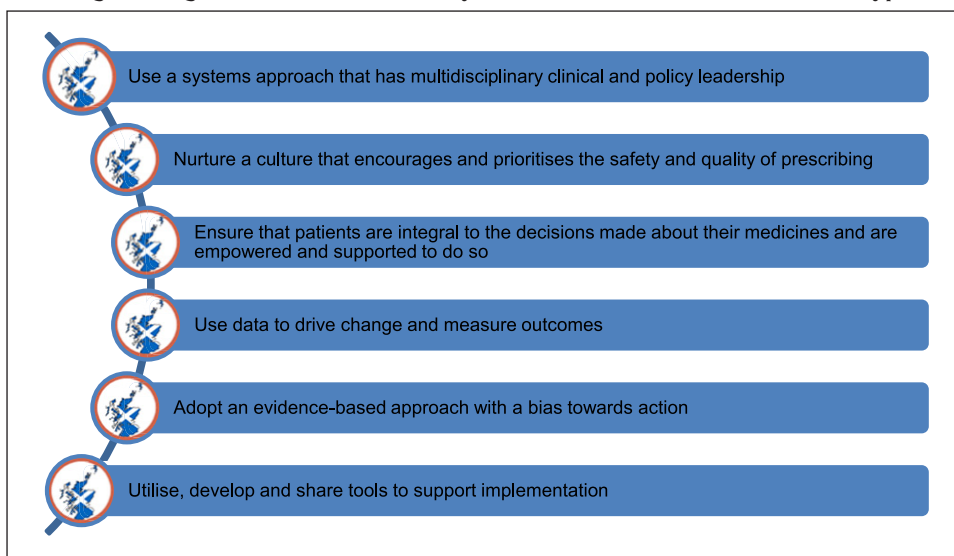 Use a systems approach that has multidisciplinary clinical and policy leadership
Nurture a culture that encourages and prioritises the safety and quality of prescribing
Ensure that patients are integral to the decisions made about their medicines and are
empowered and supported to do so
Use data to drive change and measure outcomes
Adopt an evidence-based approach with a bias towards action
Utilise, develop and share tools to support implementation